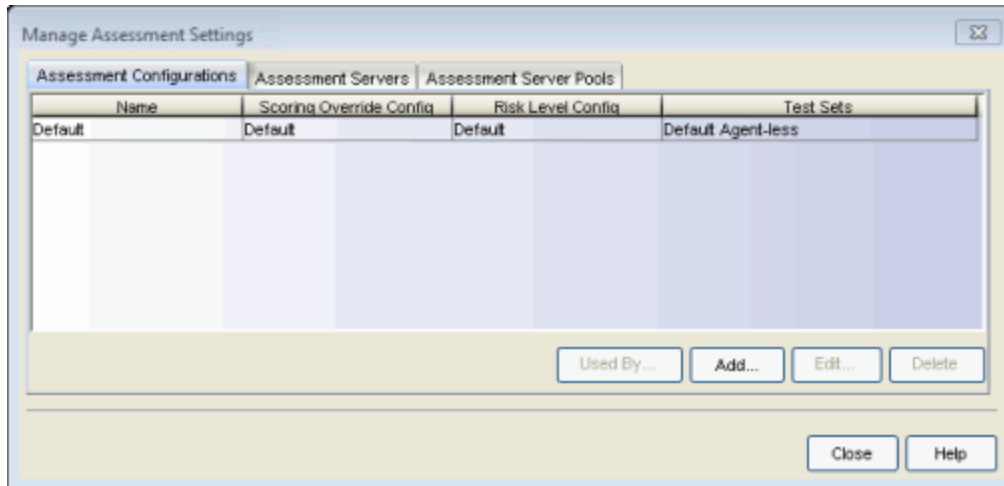 Manage Assessment Settings
Assessment Configurations Assessment Servers Assessment Server Pools
Name Scoring Override Config Risk Level Config Test Sets
Default Default Default Default Agent-less
Used By... Add... Edit... Delete
Close Help